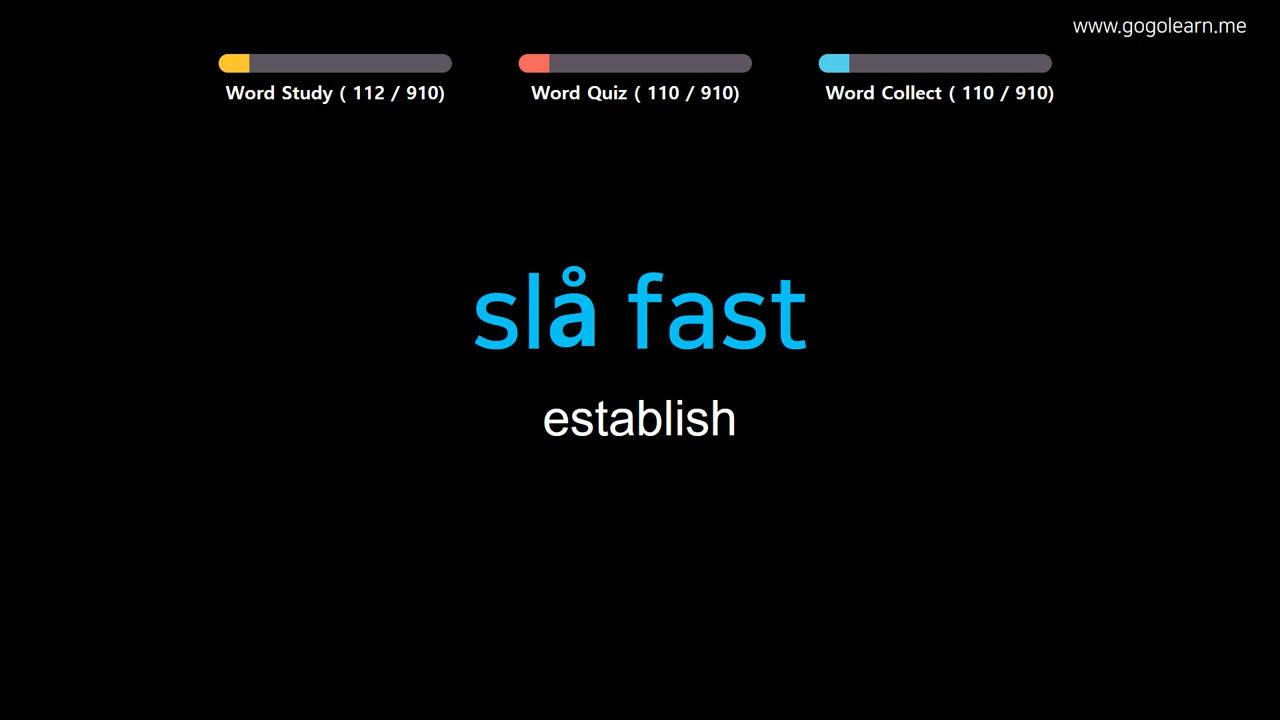 www.gogolearn.me
Word Study ( 112 / 910)
Word Quiz ( 110 / 910)
Word Collect ( 110 / 910)
slå fast
establish